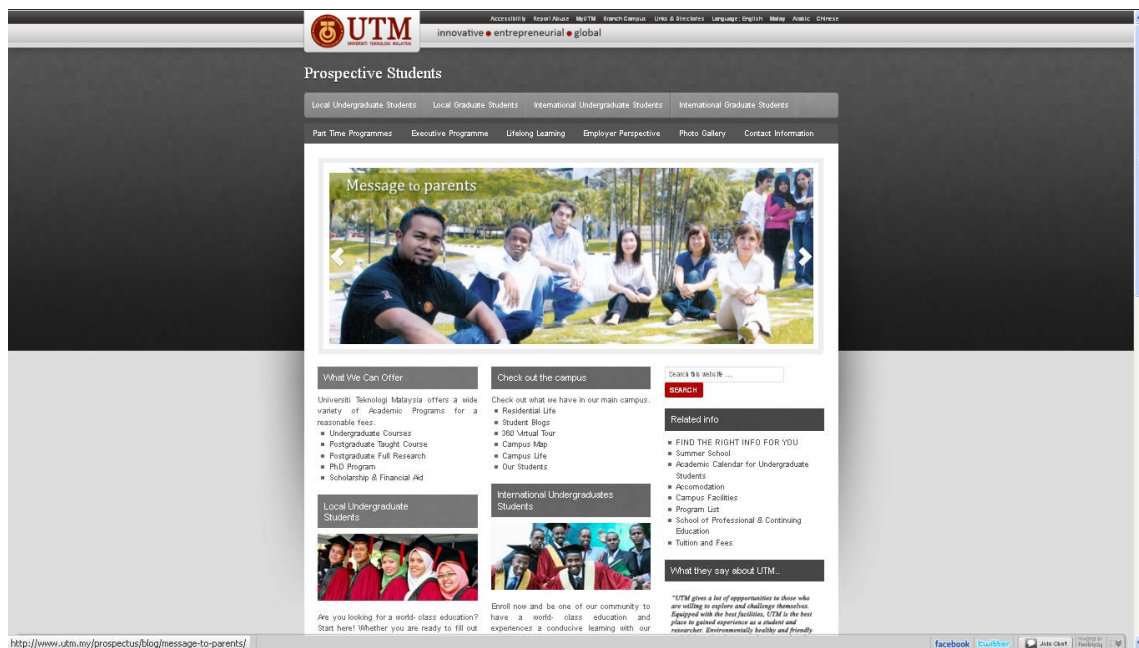 Accessibility Report Abuse MyUTM Branch Campus Links & Directories Language: English Malay Arabic Chinese
UTM
UNIVERSITI TEKNOLOGI MALAYSIA
innovative • entrepreneurial • global
Prospective Students
Local Undergraduate Students Local Graduate Students International Undergraduate Students International Graduate Students
Part Time Programmes Executive Programme Lifelong Learning Employer Perspective Photo Gallery Contact Information
Message to parents
What We Can Offer
Universiti Teknologi Malaysia offers a wide
variety of Academic Programs for a
reasonable fees.
Undergraduate Courses
Postgraduate Taught Course
Postgraduate Full Research
PhD Program
Scholarship & Financial Aid
Local Undergraduate
Students
Are you looking for a world- class education?
Start here! Whether you are ready to fill out
Check out the campus
Check out what we have in our main campus.
Residential Life
Student Blogs
360 Virtual Tour
Campus Map
Campus Life
Our Students
International Undergraduates
Students
Enroll now and be one of our community to
have a world- class education and
experiences a conducive learning with our
Search this website ...
SEARCH
Related info
FIND THE RIGHT INFO FOR YOU
Summer School
Academic Calendar for Undergraduate
Students
Accomodation
Campus Facilities
Program List
School of Professional & Continuing
Education
Tuition and Fees
What they say about UTM..
"UTM gives a lot of oppportunities to those who
are willing to explore and challenge themselves.
Equipped with the best facilities, UTM is the best
place to gained experience as a student and
researcher. Environmentally healthy and friendly
http://www.utm.my/prospectus/blog/message-to-parents/
facebook twitter Join Chat